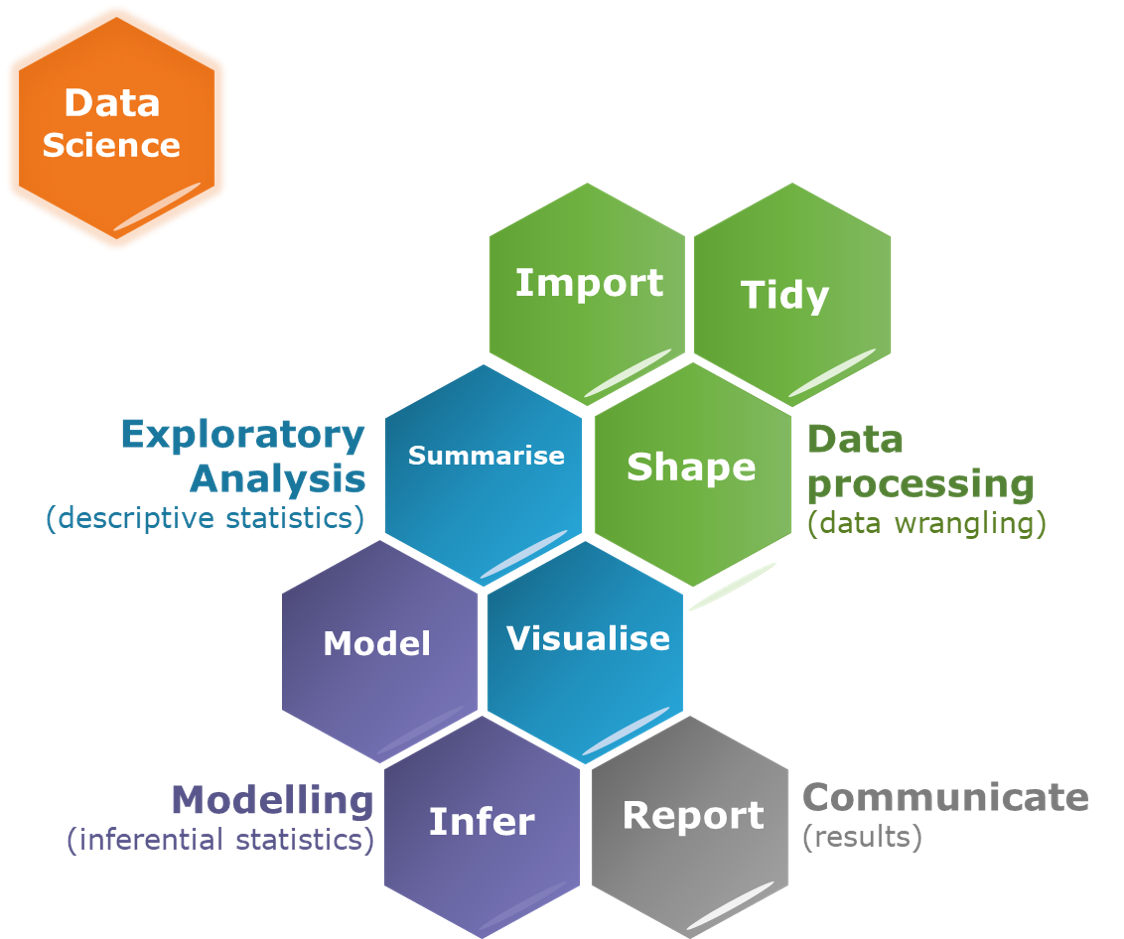 Data
Science
Import
Tidy
Exploratory
Analysis
(descriptive statistics)
Summarise
Shape
Data
processing
(data wrangling)
Model
Visualise
Modelling
(inferential statistics)
Infer
Report
Communicate
(results)